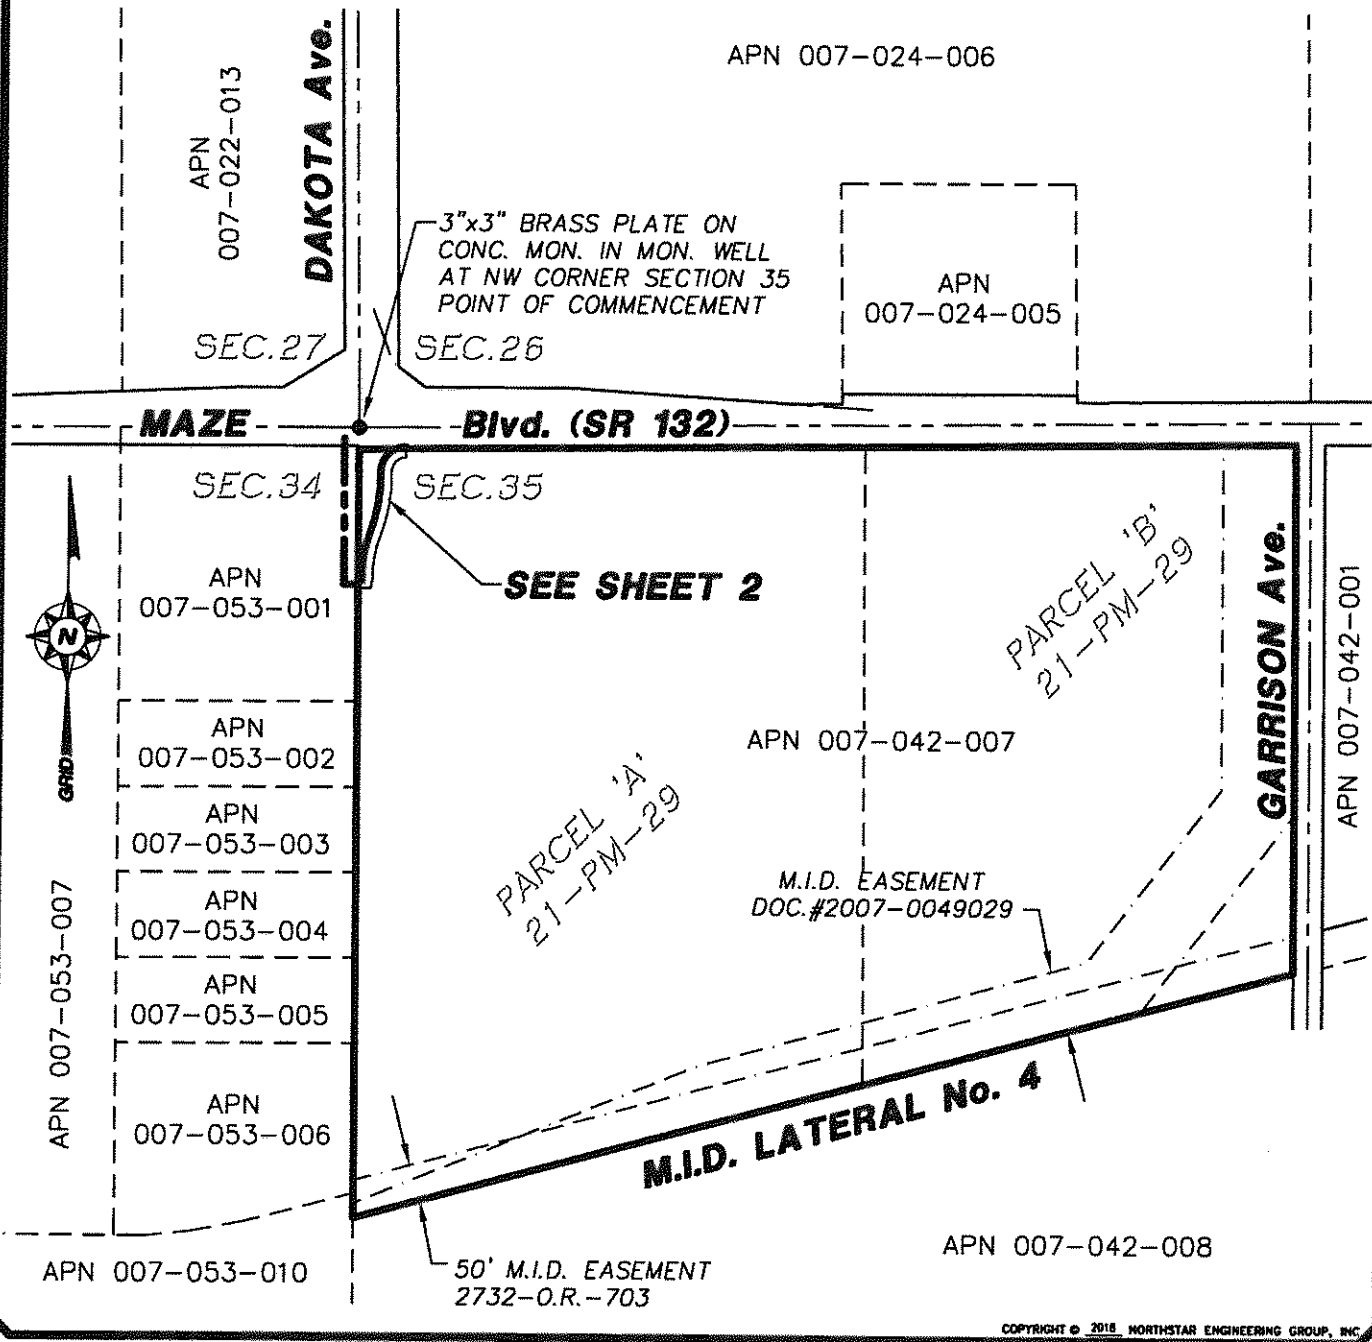 APN 007-024-006
APN
007-022-013
DAKOTA Ave.
3"x3" BRASS PLATE ON
CONC. MON. IN MON. WELL
AT NW CORNER SECTION 35
POINT OF COMMENCEMENT
APN
007-024-005
SEC.27
SEC.26
MAZE Blvd. (SR 132)
SEC.34
SEC.35
SEE SHEET 2
APN
007-053-001
N
GRID
PARCEL 'B'
21-PM-29
GARRISON Ave.
APN 007-042-001
APN
007-053-002
APN 007-042-007
APN
007-053-003
PARCEL 'A'
21-PM-29
M.I.D. EASEMENT
DOC.#2007-0049029
APN
007-053-004
APN 007-053-007
APN
007-053-005
APN
007-053-006
M.I.D. LATERAL No. 4
APN 007-053-010
50' M.I.D. EASEMENT
2732-O.R.-703
APN 007-042-008
COPYRIGHT © 2018 NORTHSTAR ENGINEERING GROUP, INC.